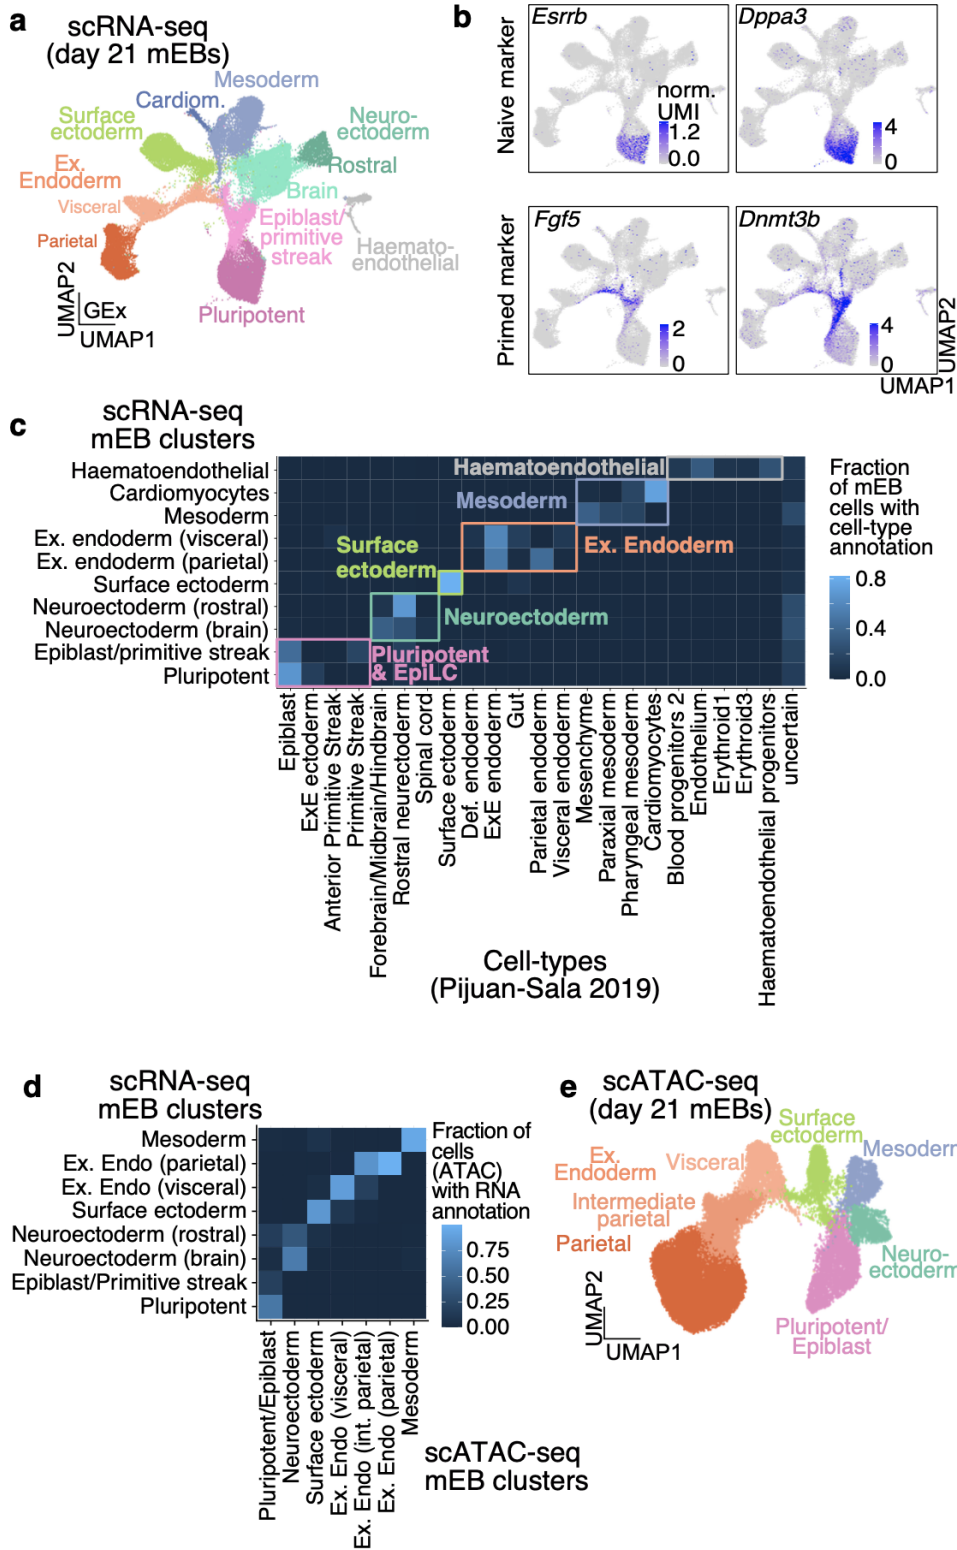 a
scRNA-seq
(day 21 mEBs)
Mesoderm
Cardiom.
Surface
ectoderm
Neuro-
ectoderm
Ex.
Endoderm
Rostral
Brain
Visceral
Epiblast/
primitive
streak
Parietal
Haemato-
endothelial
Pluripotent
UMAP2
GEx
UMAP1
b
Naive marker
Esrrb
norm.
UMI
1.2
0.0
Dppa3
4
0
Primed marker
Fgf5
2
0
Dnmt3b
4
0
UMAP2
UMAP1
c
scRNA-seq
mEB clusters
Haematoendothelial
Cardiomyocytes
Mesoderm
Ex. endoderm (visceral)
Ex. endoderm (parietal)
Surface ectoderm
Neuroectoderm (rostral)
Neuroectoderm (brain)
Epiblast/primitive streak
Pluripotent
Haematoendothelial
Mesoderm
Surface
ectoderm
Ex. Endoderm
Neuroectoderm
Pluripotent
& EpiLC
Fraction
of mEB
cells with
cell-type
annotation
0.8
0.4
0.0
Epiblast
ExE ectoderm
Anterior Primitive Streak
Primitive Streak
Forebrain/Midbrain/Hindbrain
Rostral neurectoderm
Spinal cord
Surface ectoderm
Def. endoderm
ExE endoderm
Gut
Parietal endoderm
Visceral endoderm
Mesenchyme
Paraxial mesoderm
Pharyngeal mesoderm
Cardiomyocytes
Blood progenitors 2
Endothelium
Erythroid1
Erythroid3
Haematoendothelial progenitors
uncertain
Cell-types
(Pijuan-Sala 2019)
d
scRNA-seq
mEB clusters
Mesoderm
Ex. Endo (parietal)
Ex. Endo (visceral)
Surface ectoderm
Neuroectoderm (rostral)
Neuroectoderm (brain)
Epiblast/Primitive streak
Pluripotent
Fraction of
cells
(ATAC)
with RNA
annotation
0.75
0.50
0.25
0.00
Pluripotent/Epiblast
Neuroectoderm
Surface ectoderm
Ex. Endo (visceral)
Ex. Endo (int. parietal)
Ex. Endo (parietal)
Mesoderm
scATAC-seq
mEB clusters
e
scATAC-seq
(day 21 mEBs)
Surface
ectoderm
Mesoderm
Ex.
Endoderm
Visceral
Intermediate
parietal
Parietal
Neuro-
ectoderm
Pluripotent/
Epiblast
UMAP2
UMAP1